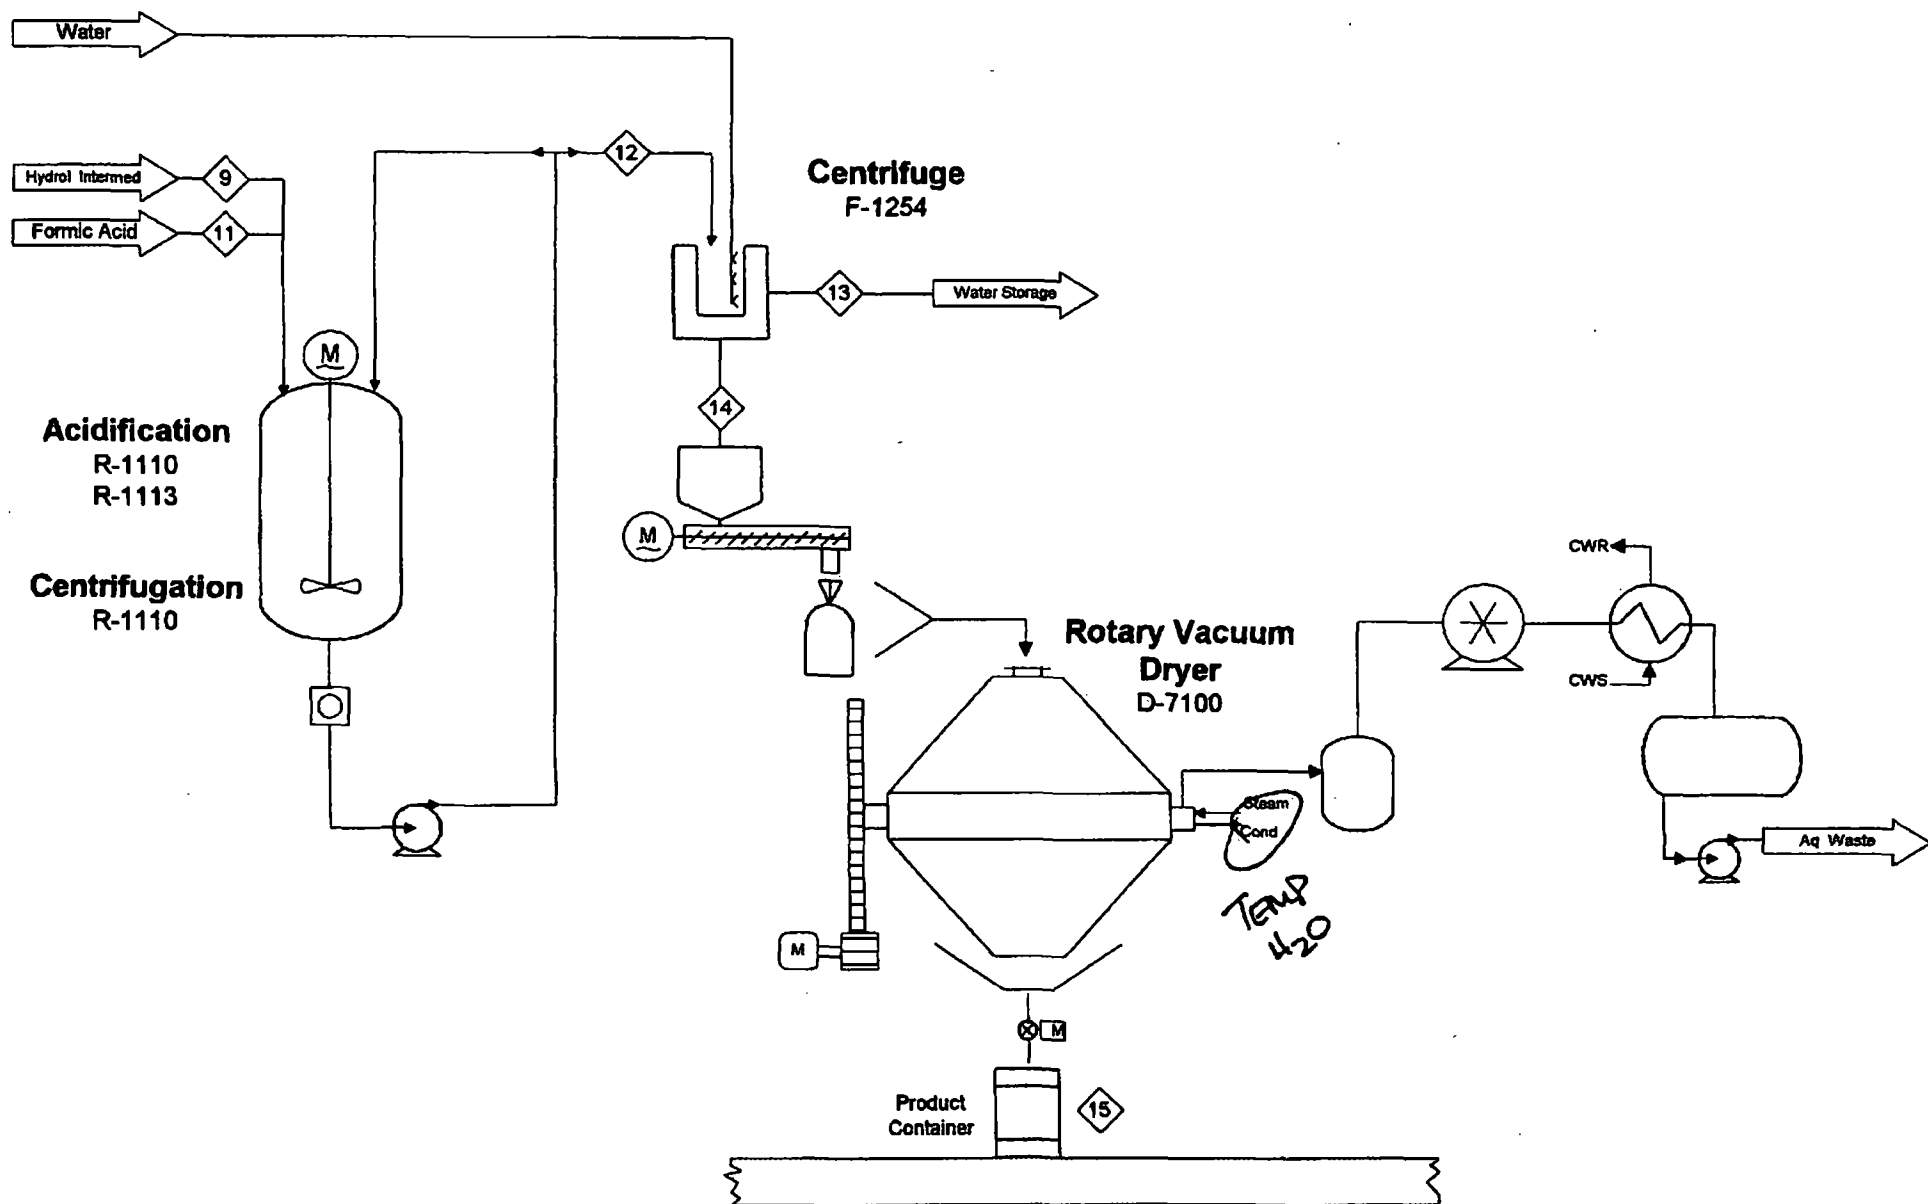 Water
Hydrol Intermed
9
Formic Acid
11
12
Centrifuge
F-1254
13
Water Storage
M
14
Acidification
R-1110
R-1113
Centrifugation
R-1110
M
CWR
CWS
Rotary Vacuum
Dryer
D-7100
Steam
Cond
TEMP
H2O
Aq Waste
M
M
Product
Container
15